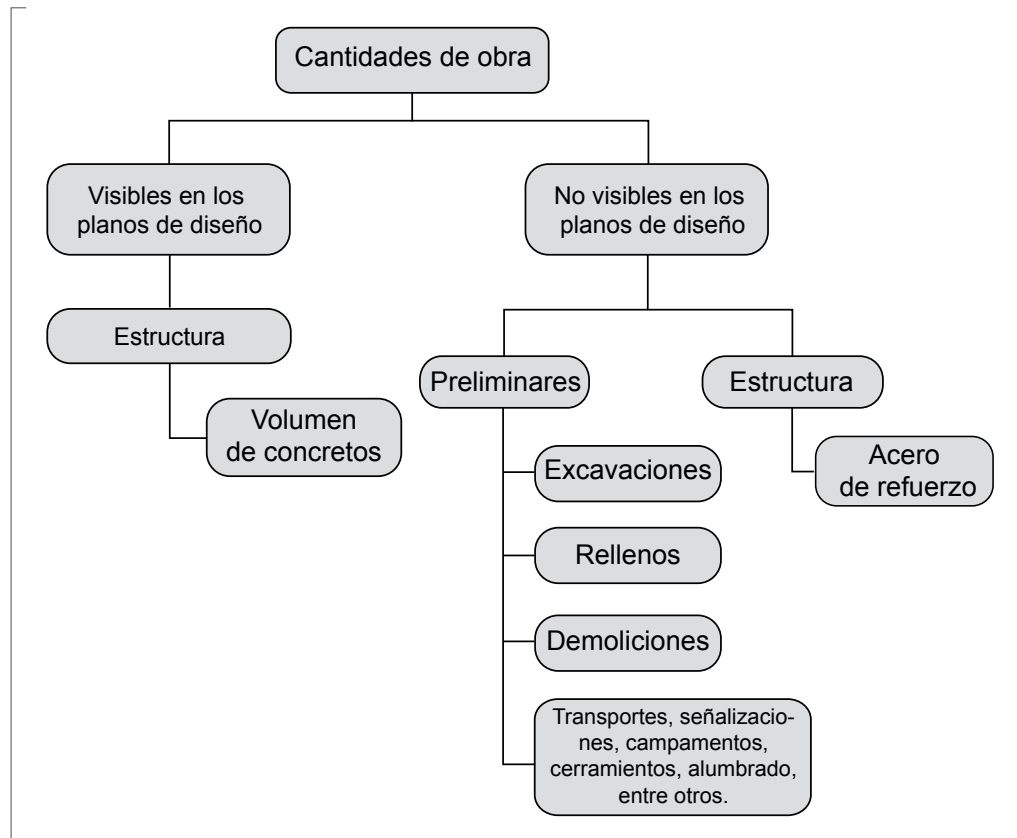 Cantidades de obra
Visibles en los
planos de diseño
No visibles en los
planos de diseño
Estructura
Volumen
de concretos
Preliminares
Estructura
Excavaciones
Acero
de refuerzo
Rellenos
Demoliciones
Transportes, señalizacio-
nes, campamentos,
cerramientos, alumbrado,
entre otros.